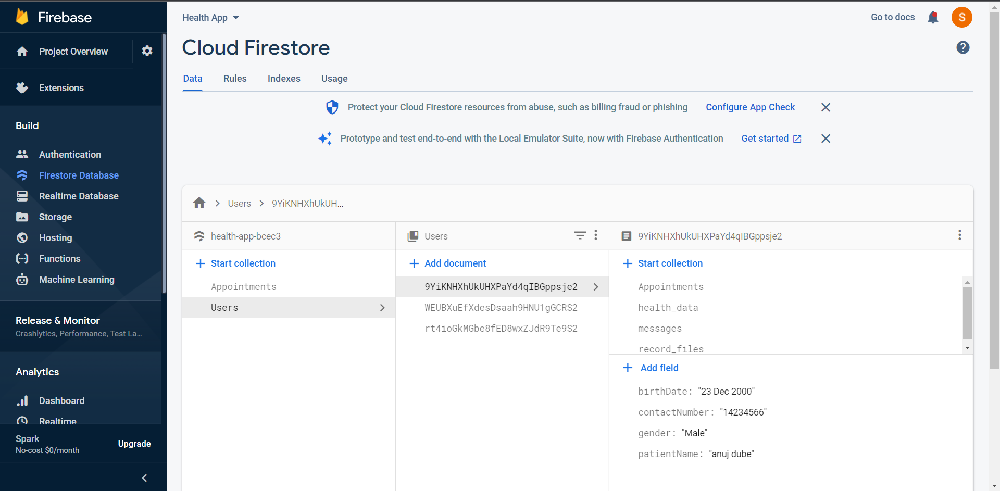 Firebase
Project Overview
Extensions
Build
Authentication
Firestore Database
Realtime Database
Storage
Hosting
Functions
Machine Learning
Release & Monitor
Crashlytics, Performance, Test La...
Analytics
Dashboard
Realtime
Spark
No-cost $0/month
Upgrade
Health App
Go to docs
S
Cloud Firestore
?
Data Rules Indexes Usage
Protect your Cloud Firestore resources from abuse, such as billing fraud or phishing Configure App Check
Prototype and test end-to-end with the Local Emulator Suite, now with Firebase Authentication Get started
Users 9YiKNHXhUkUH...
health-app-bcec3
Start collection
Appointments
Users
Users
Add document
9YiKNHXhUkUHXPaYd4qIBGppsje2
WEUBXuEfXdesDsaah9HNU1gGCRS2
rt4ioGkMGbe8fED8wxZJdR9Te9S2
9YiKNHXhUkUHXPaYd4qIBGppsje2
Start collection
Appointments
health_data
messages
record_files
Add field
birthDate: "23 Dec 2000"
contactNumber: "14234566"
gender: "Male"
patientName: "anuj dube"